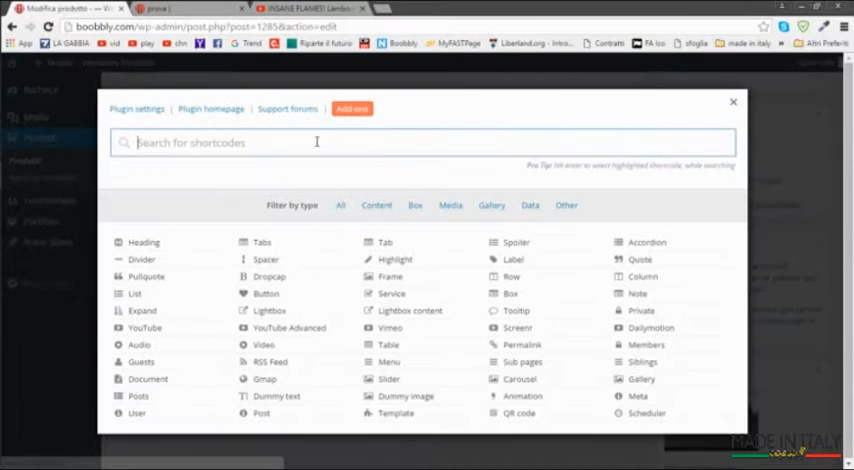 Modifica prodotto — W
prova |
INSANE FLAMES! Lambo
boobbly.com/wp-admin/post.php?post=1285&action=edit
App LA GABBIA vid play chn Trend Riparte il futuro Boobbly MyFASTPage Liberland.org - Intro... Contratti FA ico sfoglia made in italy Altri Preferiti
Plugin settings | Plugin homepage | Support forums | Add-ons
Search for shortcodes
Pro Tip: Hit enter to select highlighted shortcode, while searching
Filter by type All Content Box Media Gallery Data Other
Heading Tabs Tab Spoiler Accordion
Divider Spacer Highlight Label Quote
Pullquote Dropcap Frame Row Column
List Button Service Box Note
Expand Lightbox Lightbox content Tooltip Private
YouTube YouTube Advanced Vimeo Screenr Dailymotion
Audio Video Table Permalink Members
Guests RSS Feed Menu Sub pages Siblings
Document Gmap Slider Carousel Gallery
Posts Dummy text Dummy image Animation Meta
User Post Template QR code Scheduler
MADE IN ITALY